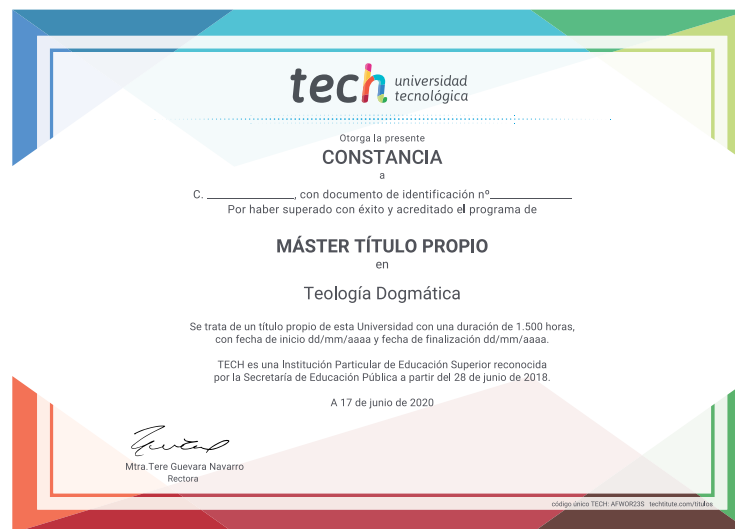 tech universidad
tecnológica
Otorga la presente
CONSTANCIA
a
C. ________________, con documento de identificación nº______________
Por haber superado con éxito y acreditado el programa de
MÁSTER TÍTULO PROPIO
en
Teología Dogmática
Se trata de un título propio de esta Universidad con una duración de 1.500 horas,
con fecha de inicio dd/mm/aaaa y fecha de finalización dd/mm/aaaa.
TECH es una Institución Particular de Educación Superior reconocida
por la Secretaría de Educación Pública a partir del 28 de junio de 2018.
A 17 de junio de 2020
Mtra.Tere Guevara Navarro
Rectora
código único TECH: AFWOR23S techtitute.com/titulos